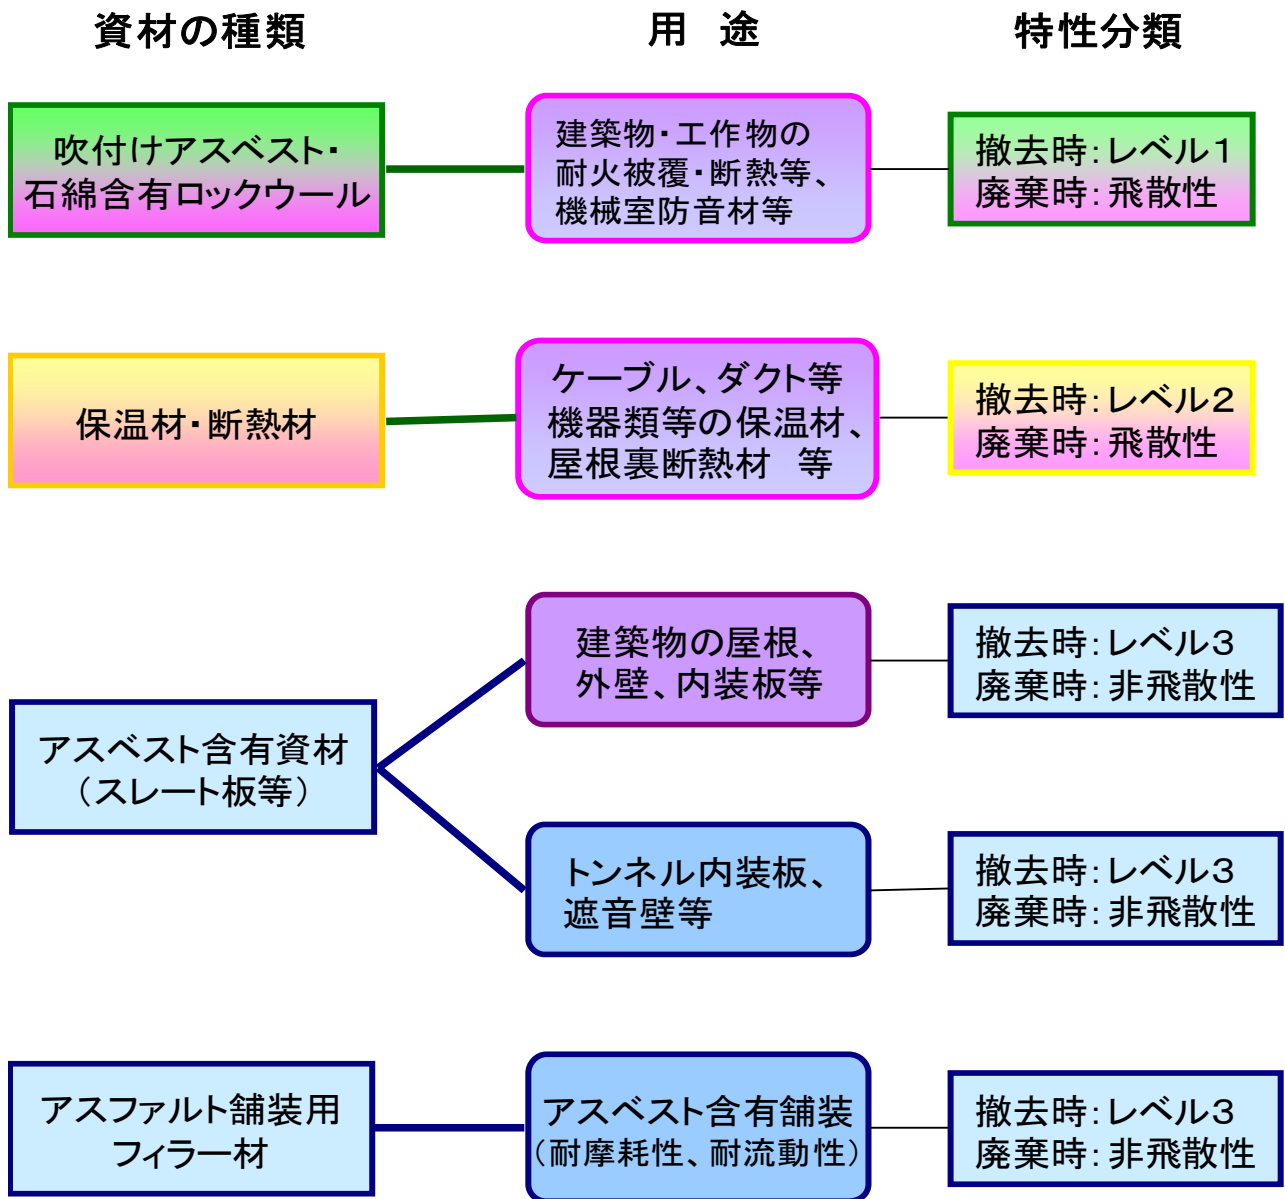 資材の種類
用　途
特性分類
吹付けアスベスト・
石綿含有ロックウール
建築物・工作物の
耐火被覆・断熱等、
機械室防音材等
撤去時：レベル１
廃棄時：飛散性
保温材・断熱材
ケーブル、ダクト等
機器類等の保温材、
屋根裏断熱材　等
撤去時：レベル２
廃棄時：飛散性
アスベスト含有資材
（スレート板等）
建築物の屋根、
外壁、内装板等
撤去時：レベル３
廃棄時：非飛散性
トンネル内装板、
遮音壁等
撤去時：レベル３
廃棄時：非飛散性
アスファルト舗装用
フィラー材
アスベスト含有舗装
（耐摩耗性、耐流動性）
撤去時：レベル３
廃棄時：非飛散性